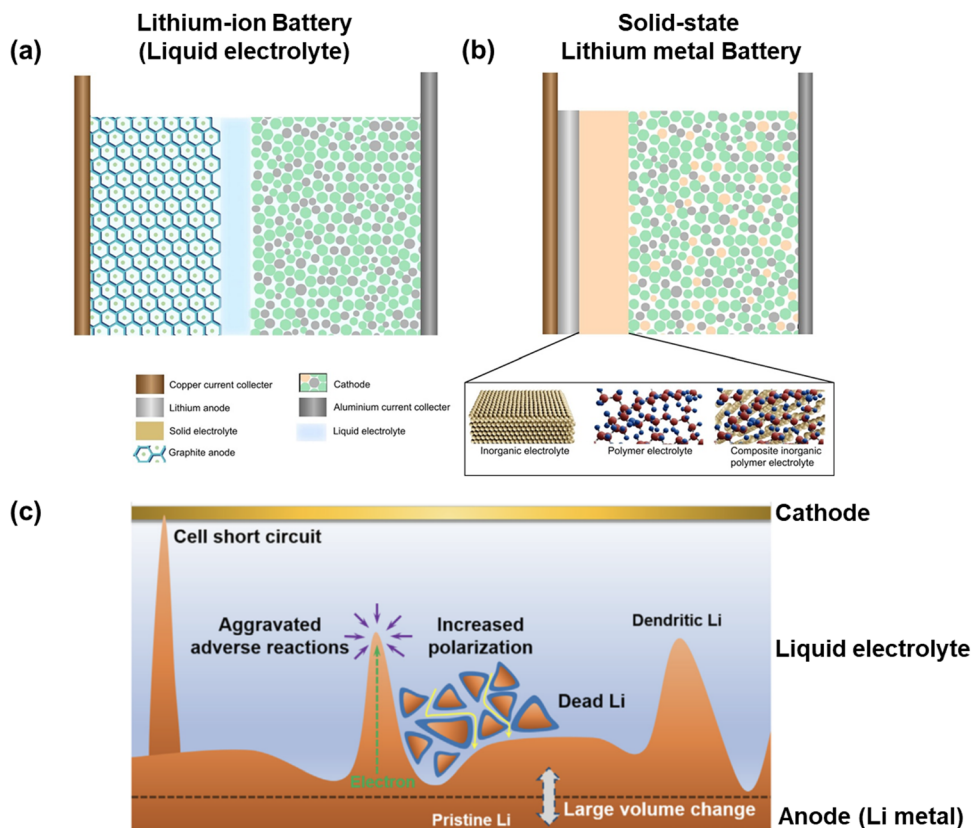 Lithium-ion Battery
(Liquid electrolyte)
(a)
Solid-state
Lithium metal Battery
(b)
Copper current collecter
Lithium anode
Solid electrolyte
Graphite anode
Cathode
Aluminium current collecter
Liquid electrolyte
Inorganic electrolyte
Polymer electrolyte
Composite inorganic
polymer electrolyte
(c)
Cathode
Cell short circuit
Aggravated
adverse reactions
Increased
polarization
Dendritic Li
Liquid electrolyte
Dead Li
Electron
Large volume change
Pristine Li
Anode (Li metal)